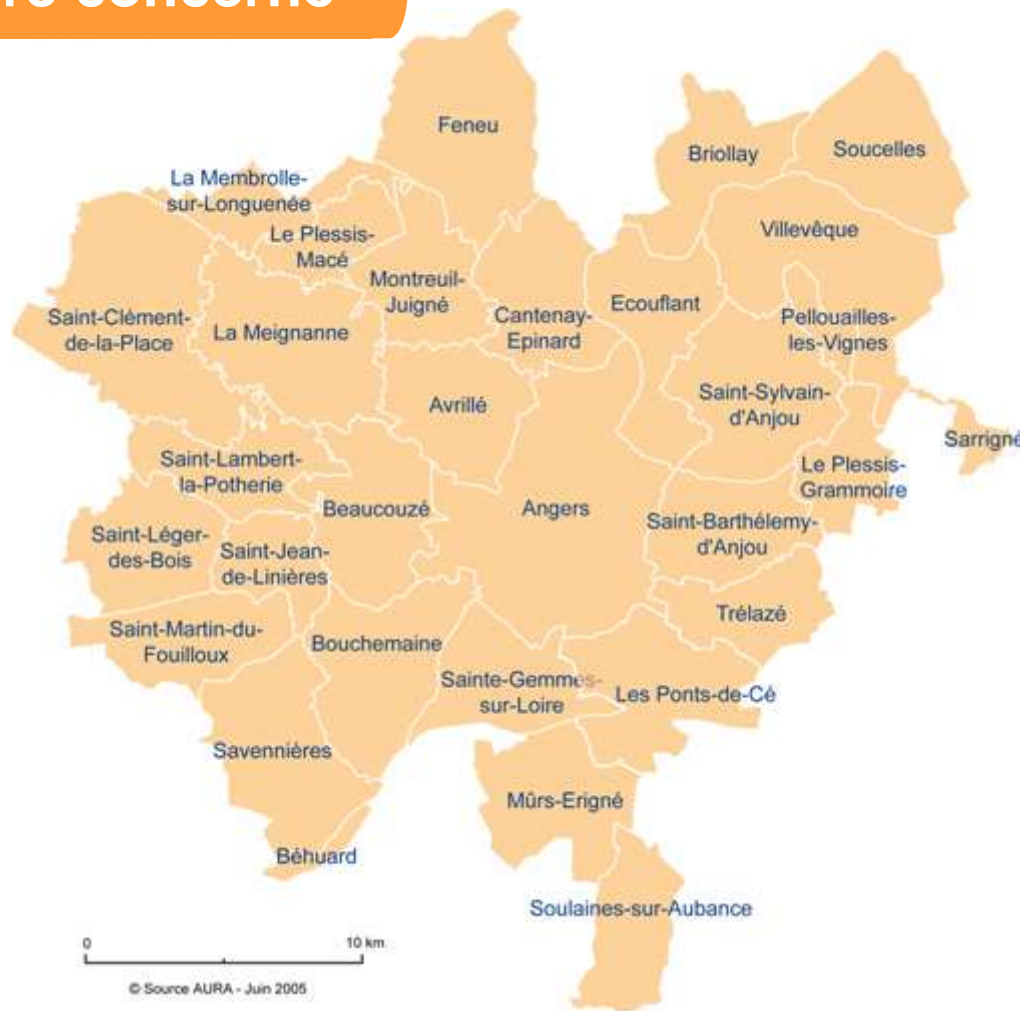 Feneu
Briollay
Soucelles
La Membrolle-
sur-Longuenée
Le Plessis-
Macé
Villevêque
Montreuil-
Juigné
Ecouflant
Cantenay-
Epinard
Pellouailles-
les-Vignes
Saint-Clément-
de-la-Place
La Meignanne
Avrillé
Saint-Sylvain-
d'Anjou
Sarrigné
Saint-Lambert-
la-Potherie
Le Plessis-
Grammoire
Beaucouzé
Angers
Saint-Barthélemy-
d'Anjou
Saint-Léger-
des-Bois
Saint-Jean-
de-Linières
Trélazé
Saint-Martin-du-
Fouilloux
Bouchemaine
Sainte-Gemmes-
sur-Loire
Les Ponts-de-Cé
Savennières
Mûrs-Erigné
Béhuard
Soulaines-sur-Aubance
0
10 km
© Source AURA - Juin 2005